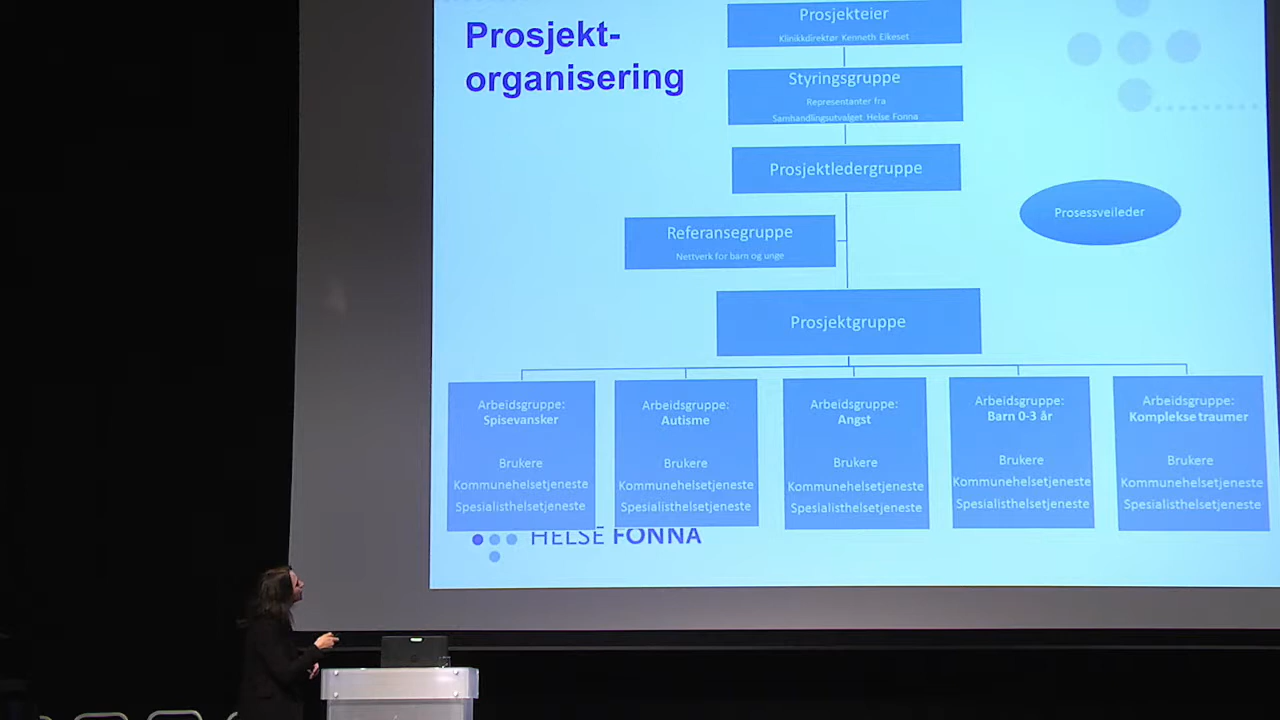 Prosjekt-
organisering
Prosjekteier
Klinikkdirektør Kenneth Eikeset
Styringsgruppe
Representanter fra
Samhandlingsutvalget Helse Fonna
Prosjektledergruppe
Prosessveileder
Referansegruppe
Nettverk for barn og unge
Prosjektgruppe
Arbeidsgruppe:
Spisevansker
Brukere
Kommunehelsetjeneste
Spesialisthelsetjeneste
Arbeidsgruppe:
Autisme
Brukere
Kommunehelsetjeneste
Spesialisthelsetjeneste
Arbeidsgruppe:
Angst
Brukere
Kommunehelsetjeneste
Spesialisthelsetjeneste
Arbeidsgruppe:
Barn 0-3 år
Brukere
Kommunehelsetjeneste
Spesialisthelsetjeneste
Arbeidsgruppe:
Komplekse traumer
Brukere
Kommunehelsetjeneste
Spesialisthelsetjeneste
HELSE FONNA